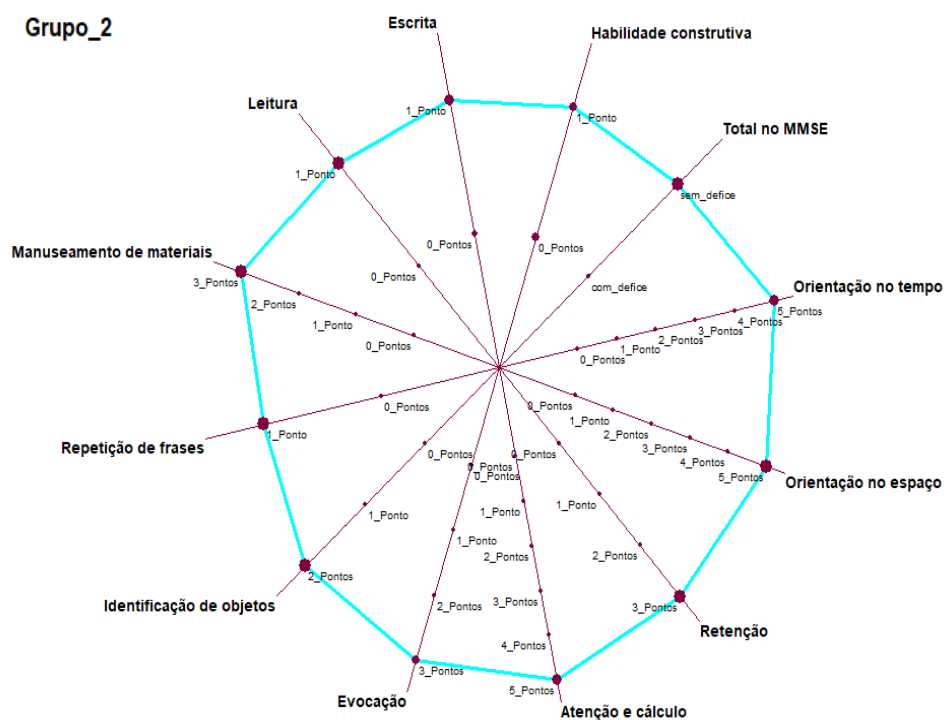 Grupo_2
Escrita
Habilidade construtiva
1_Ponto
1_Ponto
0_Pontos
0_Pontos
Leitura
1_Ponto
0_Pontos
Total no MMSE
sem_defice
com_defice
Manuseamento de materiais
3_Pontos
2_Pontos
1_Ponto
0_Pontos
Orientação no tempo
0_Pontos
1_Ponto
2_Pontos
3_Pontos
4_Pontos
5_Pontos
Repetição de frases
1_Ponto
0_Pontos
Orientação no espaço
0_Pontos
1_Ponto
2_Pontos
3_Pontos
4_Pontos
5_Pontos
Identificação de objetos
0_Pontos
1_Ponto
2_Pontos
Evocação
0_Pontos
1_Ponto
2_Pontos
3_Pontos
Atenção e cálculo
0_Pontos
1_Ponto
2_Pontos
3_Pontos
4_Pontos
5_Pontos
Retenção
0_Pontos
1_Ponto
2_Pontos
3_Pontos